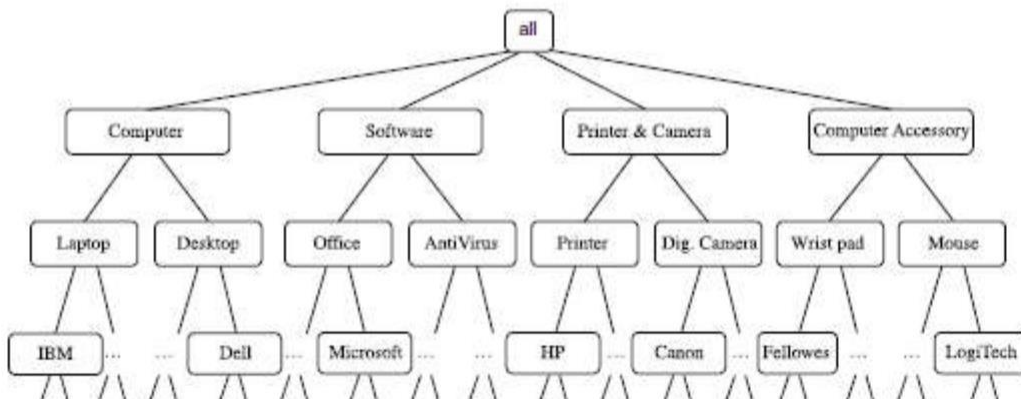 all
Computer
Software
Printer & Camera
Computer Accessory
Laptop
Desktop
Office
AntiVirus
Printer
Dig. Camera
Wrist pad
Mouse
IBM
...
...
Dell
...
Microsoft
...
...
HP
...
Canon
...
Fellowes
...
...
LogiTech